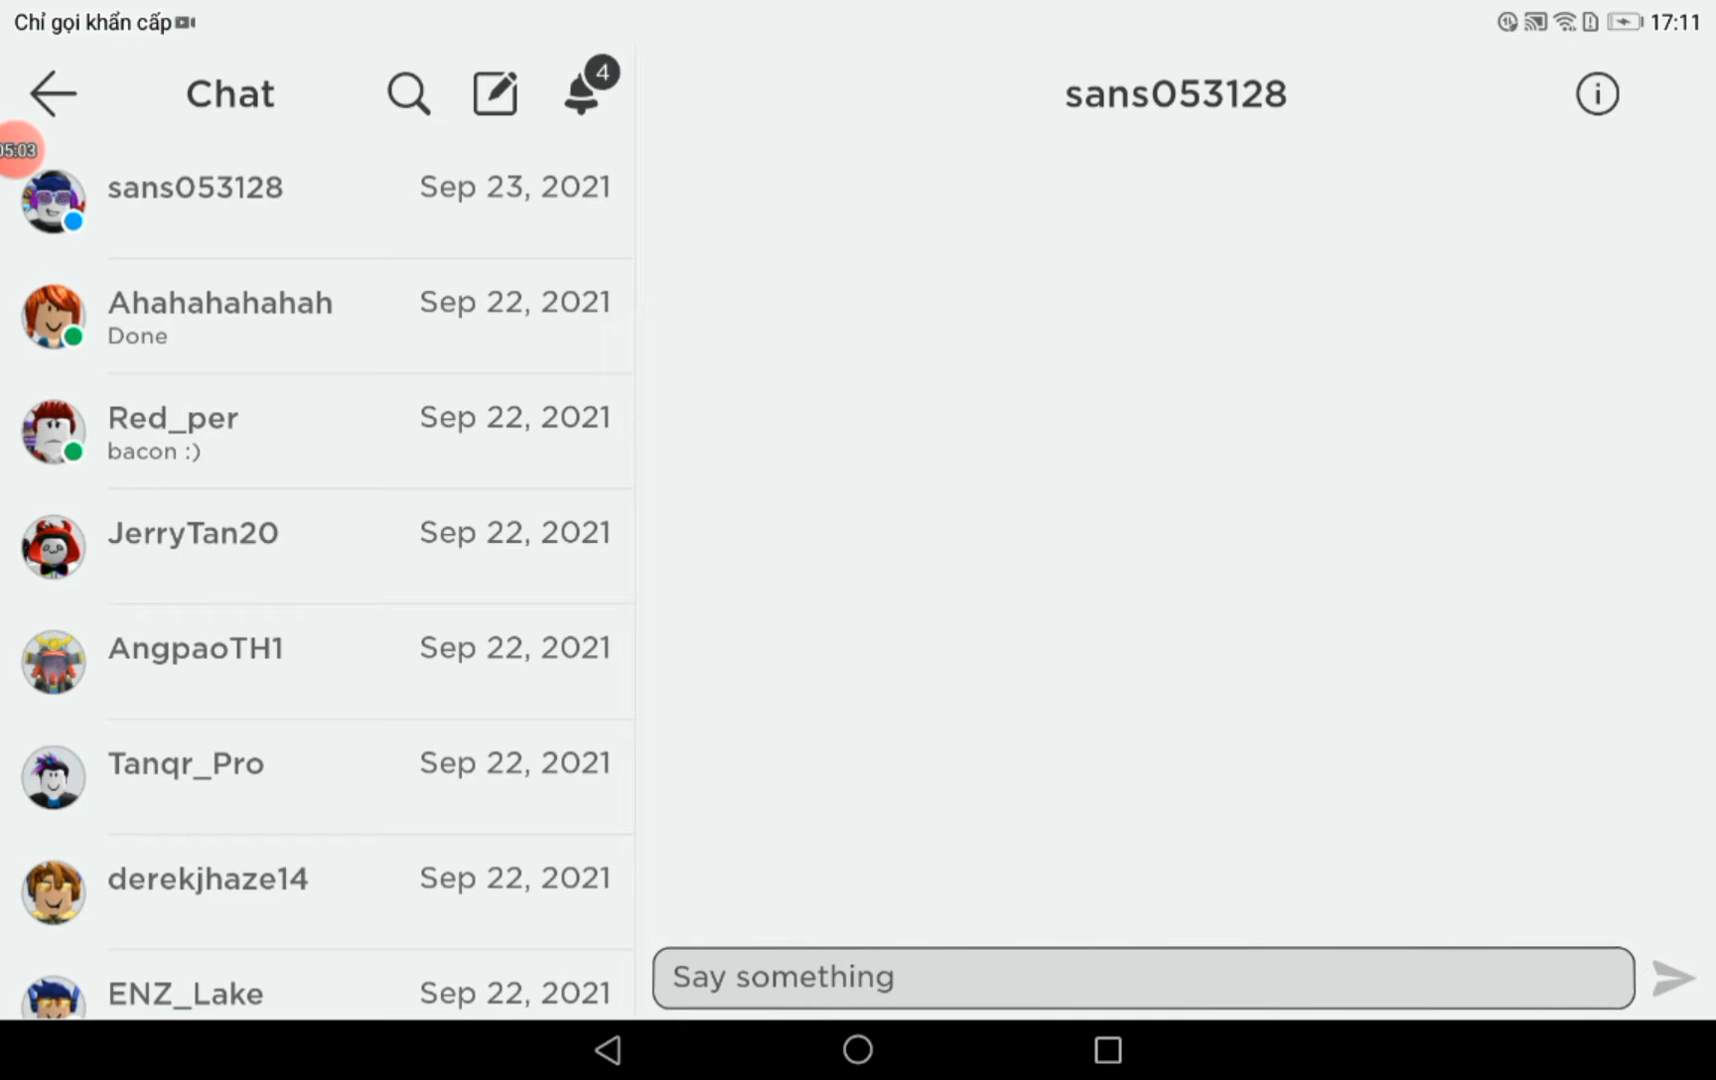 Chỉ gọi khẩn cấp
17:11
Chat
4
sans053128
05:03
sans053128 Sep 23, 2021
Ahahahahahah Sep 22, 2021
Done
Red_per Sep 22, 2021
bacon :)
JerryTan20 Sep 22, 2021
AngpaoTH1 Sep 22, 2021
Tanqr_Pro Sep 22, 2021
derekjhaze14 Sep 22, 2021
ENZ_Lake Sep 22, 2021
Say something